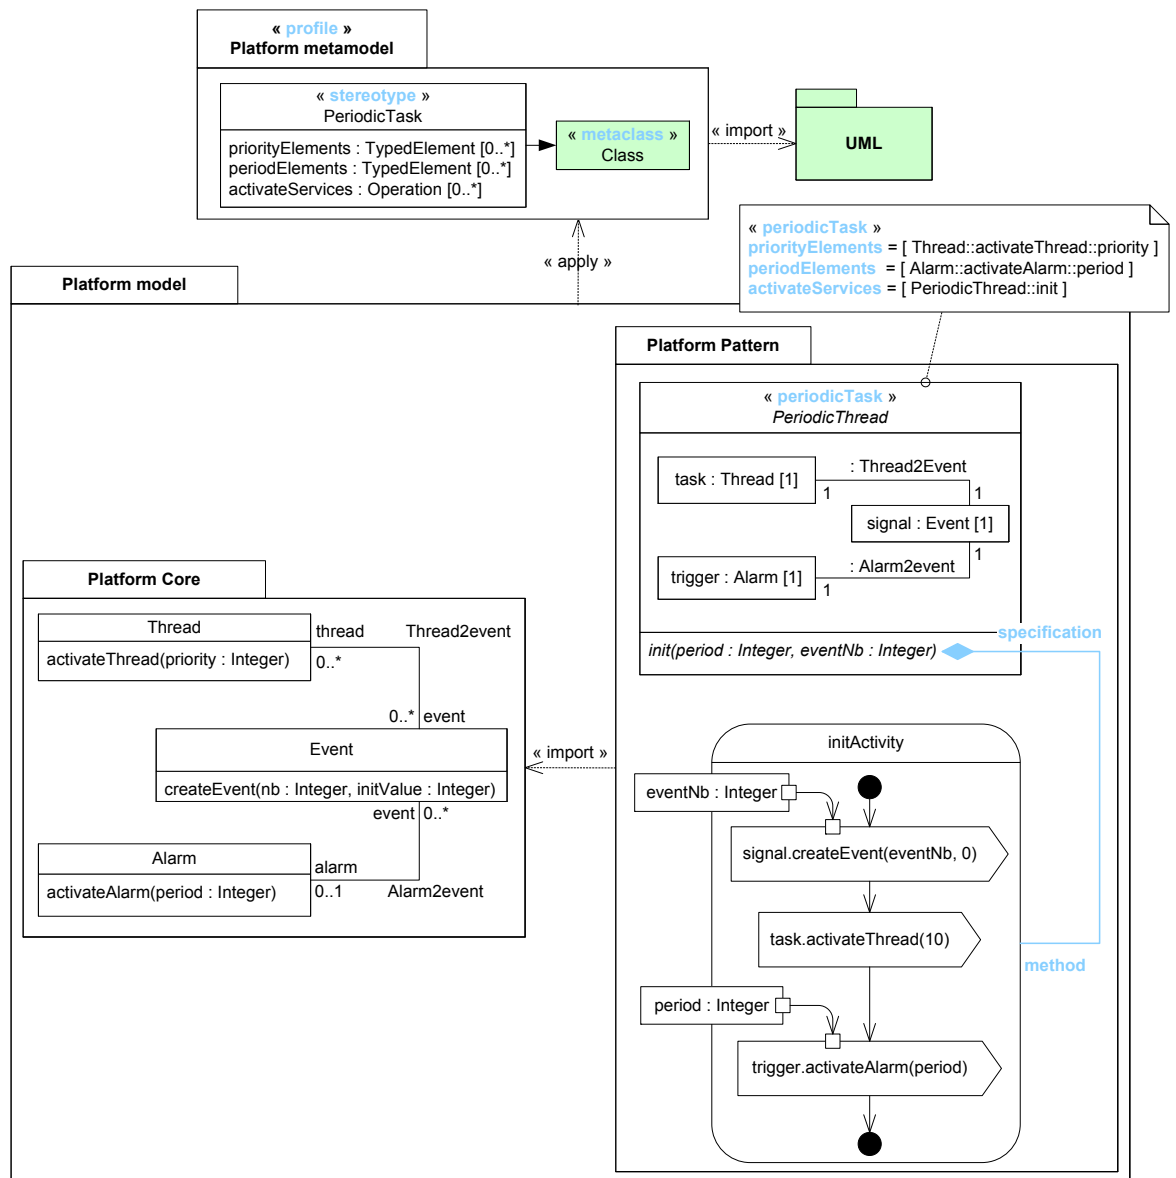 « profile »
Platform metamodel
« stereotype »
PeriodicTask
priorityElements : TypedElement [0..*]
periodElements : TypedElement [0..*]
activateServices : Operation [0..*]
« metaclass »
Class
« import »
UML
« apply »
« periodicTask »
priorityElements = [ Thread::activateThread::priority ]
periodElements = [ Alarm::activateAlarm::period ]
activateServices = [ PeriodicThread::init ]
Platform model
Platform Pattern
« periodicTask »
PeriodicThread
task : Thread [1]
: Thread2Event
1
1
signal : Event [1]
1
: Alarm2event
trigger : Alarm [1]
1
init(period : Integer, eventNb : Integer)
specification
Platform Core
Thread
activateThread(priority : Integer)
thread
Thread2event
0..*
0..* event
Event
createEvent(nb : Integer, initValue : Integer)
event 0..*
Alarm
activateAlarm(period : Integer)
alarm
0..1
Alarm2event
« import »
initActivity
eventNb : Integer
signal.createEvent(eventNb, 0)
task.activateThread(10)
method
period : Integer
trigger.activateAlarm(period)